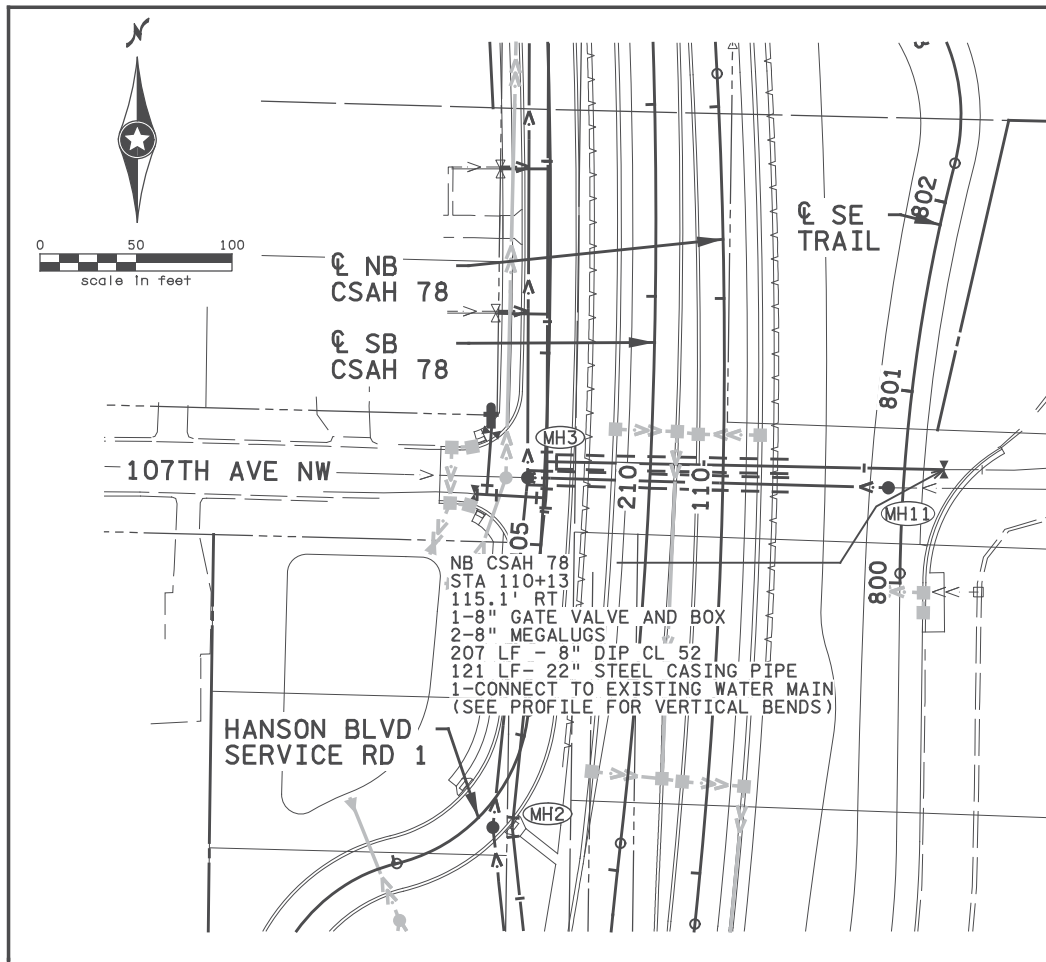 N
0 50 100
scale in feet
℄ NB
CSAH 78
℄ SB
CSAH 78
℄ SE
TRAIL
802
801
800
107TH AVE NW
MH3
210
110
MH11
05
NB CSAH 78
STA 110+13
115.1' RT
1-8" GATE VALVE AND BOX
2-8" MEGALUGS
207 LF - 8" DIP CL 52
121 LF- 22" STEEL CASING PIPE
1-CONNECT TO EXISTING WATER MAIN
(SEE PROFILE FOR VERTICAL BENDS)
HANSON BLVD
SERVICE RD 1
MH2